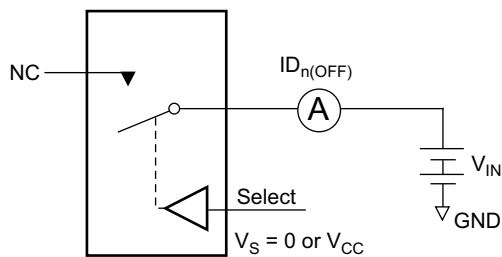 ID_n(OFF)
NC
A
V_IN
Select
GND
V_S = 0 or V_CC